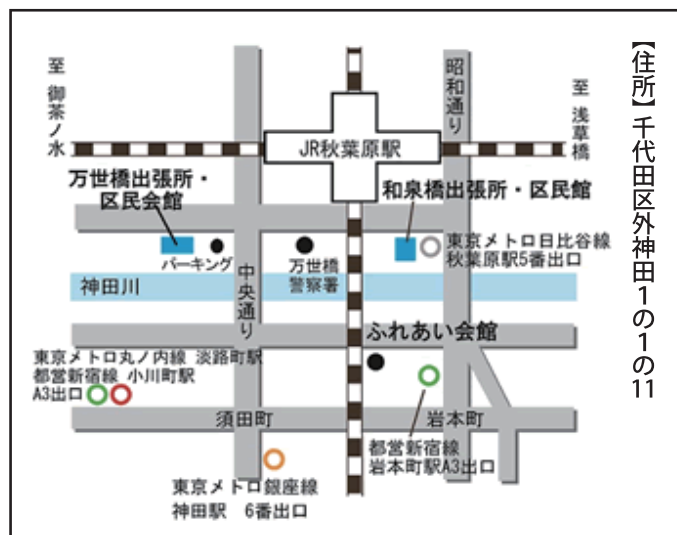 【住所】千代田区外神田1の1の11
至 御茶ノ水
昭和通り
至 浅草橋
JR秋葉原駅
万世橋出張所・
区民会館
和泉橋出張所・区民館
東京メトロ日比谷線
秋葉原駅5番出口
パーキング
万世橋
警察署
中央通り
神田川
ふれあい会館
東京メトロ丸ノ内線 淡路町駅
都営新宿線 小川町駅
A3出口
須田町
岩本町
都営新宿線
岩本町駅A3出口
東京メトロ銀座線
神田駅 6番出口